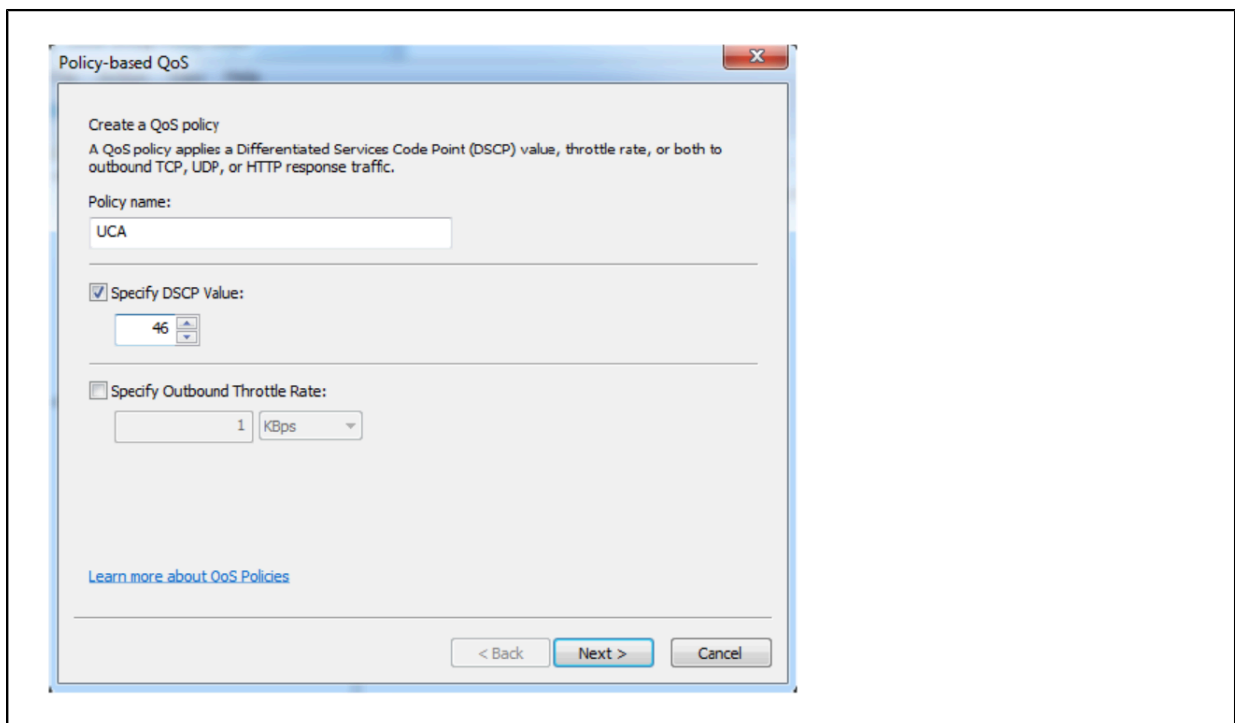 Policy-based QoS
Create a QoS policy
A QoS policy applies a Differentiated Services Code Point (DSCP) value, throttle rate, or both to
outbound TCP, UDP, or HTTP response traffic.
Policy name:
UCA
Specify DSCP Value:
46
Specify Outbound Throttle Rate:
1 KBps
Learn more about QoS Policies
< Back Next > Cancel